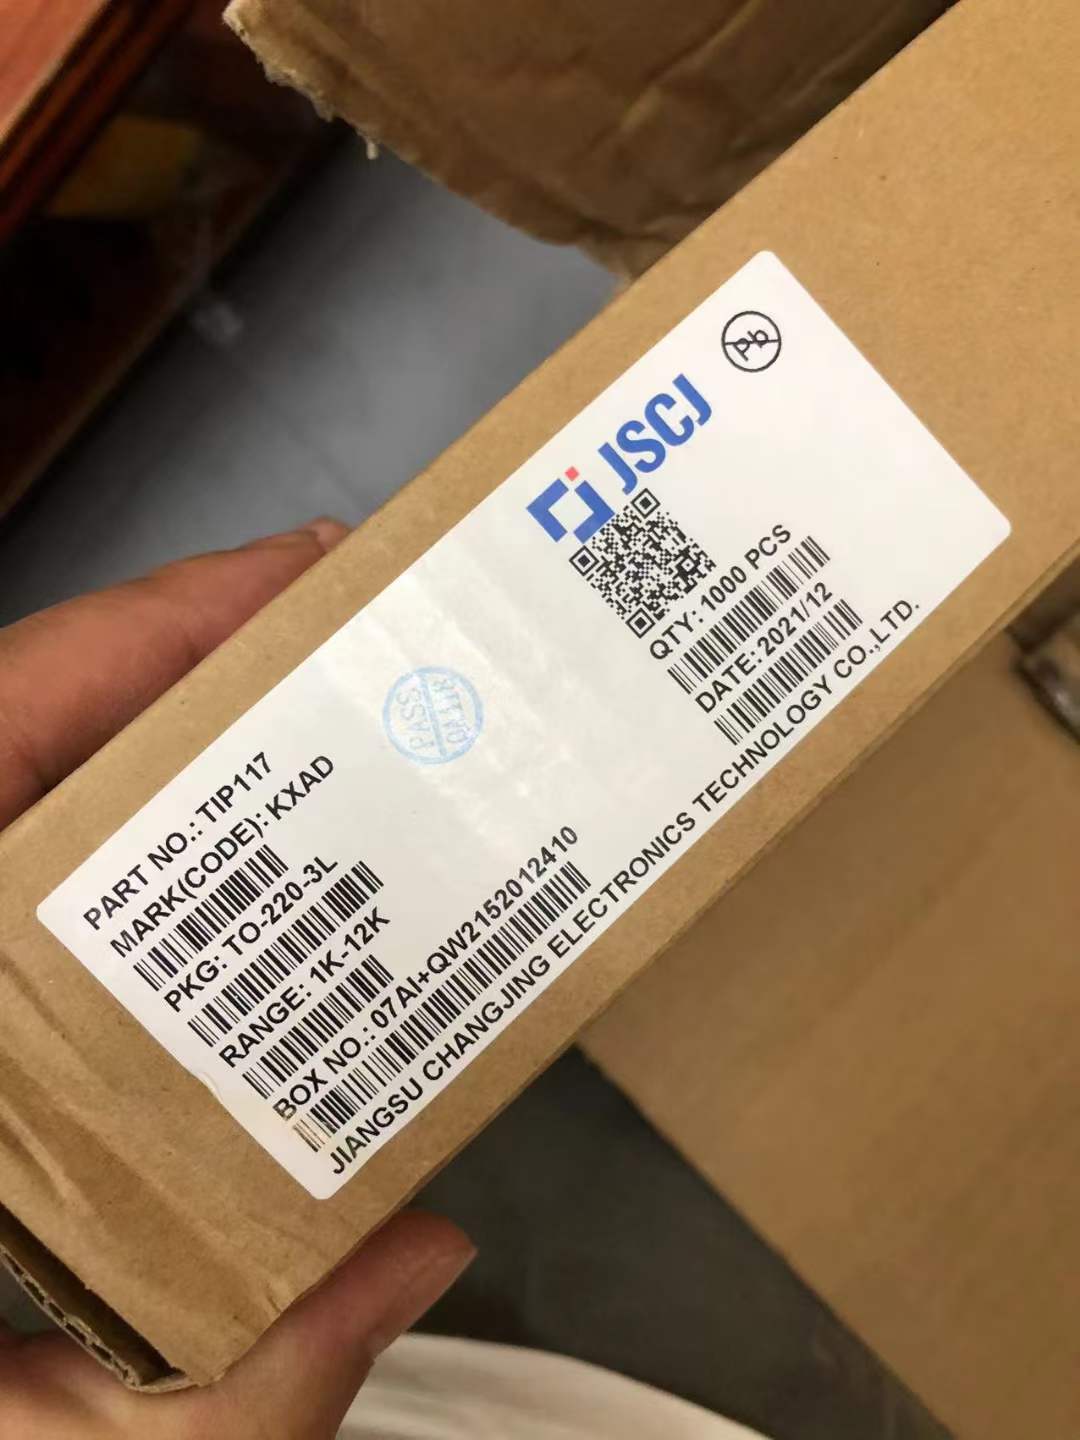 Pb
JSCJ
PART NO.: TIP117
MARK(CODE): KXAD
PKG: TO-220-3L
RANGE: 1K-12K
BOX NO.: 07AI+QW2152012410
QTY: 1000 PCS
DATE: 2021/12
JIANGSU CHANGJING ELECTRONICS TECHNOLOGY CO.,LTD.
PASS